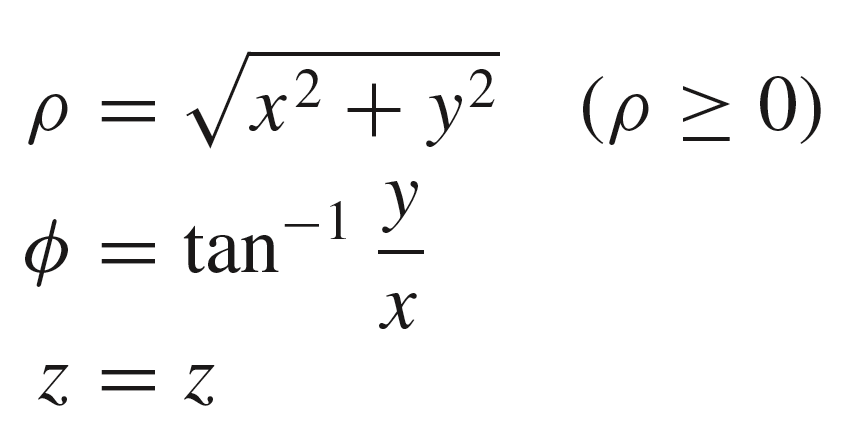 ρ = √(x² + y²) (ρ ≥ 0)
ϕ = tan⁻¹ y/x
z = z